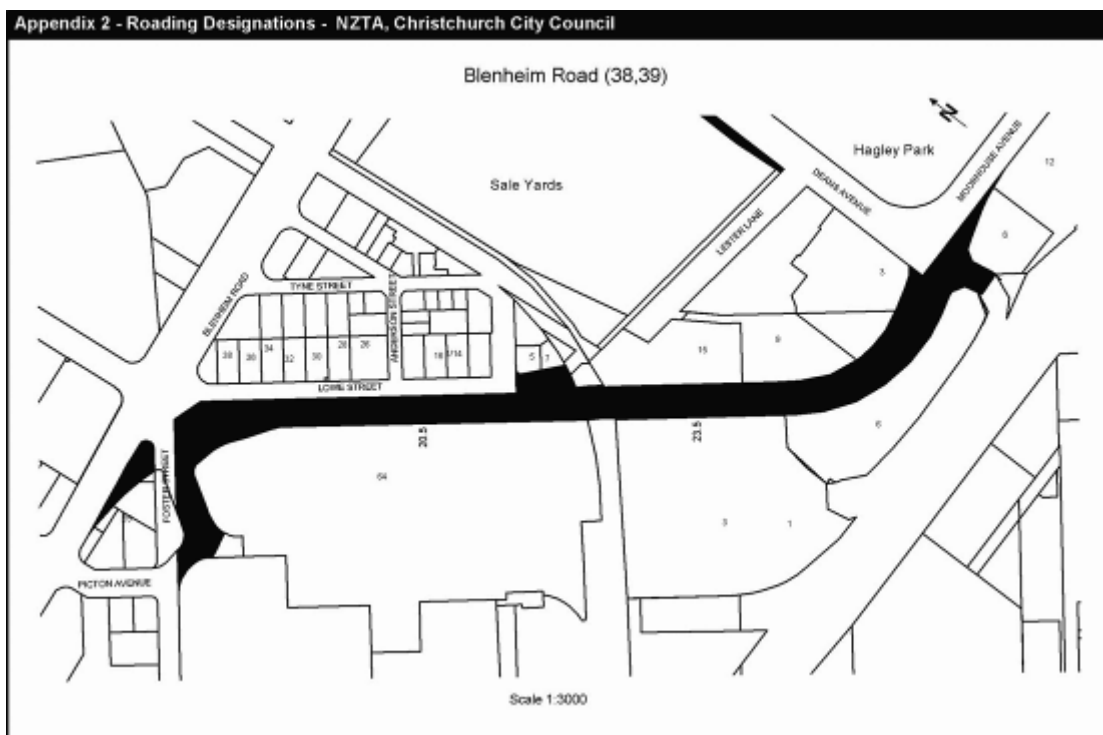 Appendix 2 - Roading Designations - NZTA, Christchurch City Council
Blenheim Road (38,39)
N
Hagley Park
MOORHOUSE AVENUE
12
DEANS AVENUE
Sale Yards
LESTER LANE
0
3
TYNE STREET
BLENHEIM ROAD
ANDERSON STREET
38
36
34
32
30
28
26
18
1/14
5
7
15
9
LOWE STREET
20.5
23.5
6
FOSTER STREET
64
3
1
PICTON AVENUE
Scale 1:3000